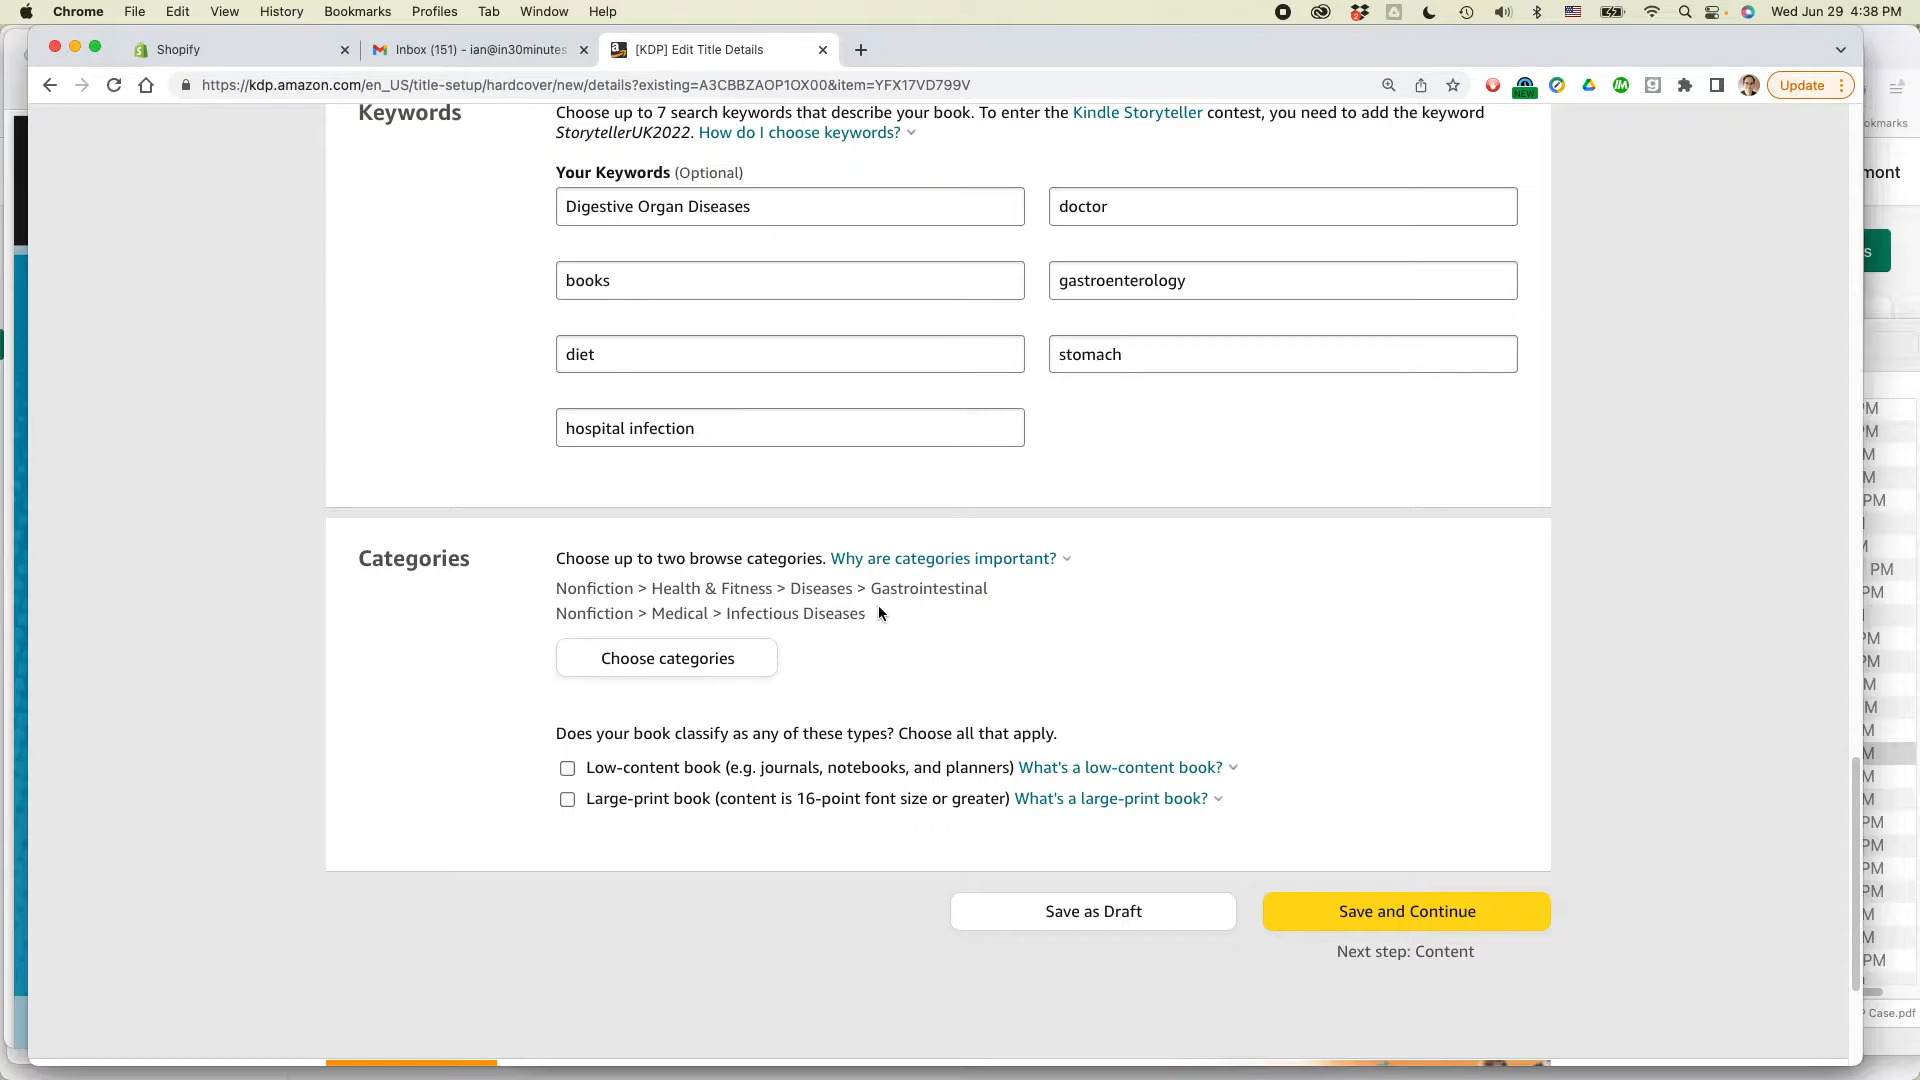 Chrome File Edit View History Bookmarks Profiles Tab Window Help 2 Wed Jun 29 4:38 PM
Shopify Inbox (151) - ian@in30minutes [KDP] Edit Title Details
https://kdp.amazon.com/en_US/title-setup/hardcover/new/details?existing=A3CBBZAOP1OX00&item=YFX17VD799V NEW Update
Keywords
Choose up to 7 search keywords that describe your book. To enter the Kindle Storyteller contest, you need to add the keyword
StorytellerUK2022. How do I choose keywords?
Your Keywords (Optional)
Digestive Organ Diseases doctor
books gastroenterology
diet stomach
hospital infection
Categories
Choose up to two browse categories. Why are categories important?
Nonfiction > Health & Fitness > Diseases > Gastrointestinal
Nonfiction > Medical > Infectious Diseases
Choose categories
Does your book classify as any of these types? Choose all that apply.
Low-content book (e.g. journals, notebooks, and planners) What's a low-content book?
Large-print book (content is 16-point font size or greater) What's a large-print book?
Save as Draft Save and Continue
Next step: Content
Case.pdf